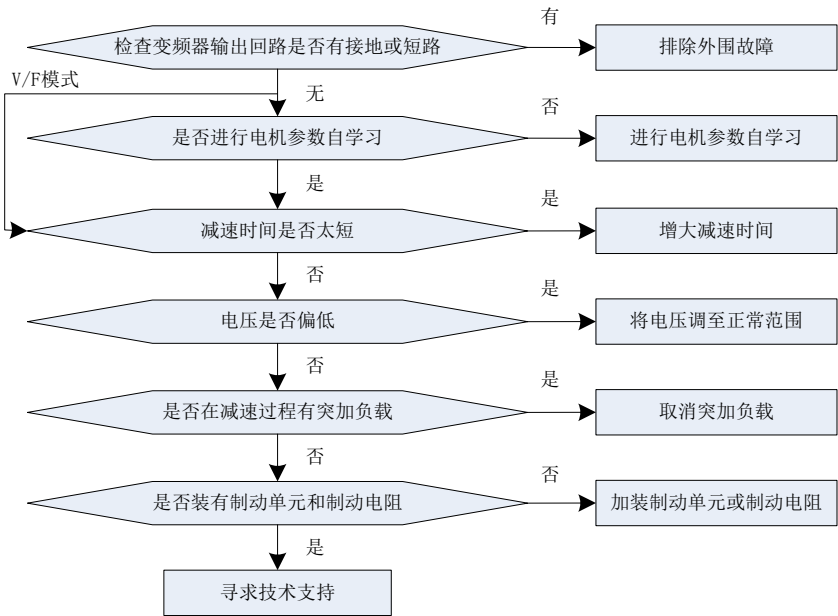 有
检查变频器输出回路是否有接地或短路
排除外围故障
V/F模式
无
否
是否进行电机参数自学习
进行电机参数自学习
是
是
减速时间是否太短
增大减速时间
否
是
电压是否偏低
将电压调至正常范围
否
是
是否在减速过程有突加负载
取消突加负载
否
否
是否装有制动单元和制动电阻
加装制动单元或制动电阻
是
寻求技术支持